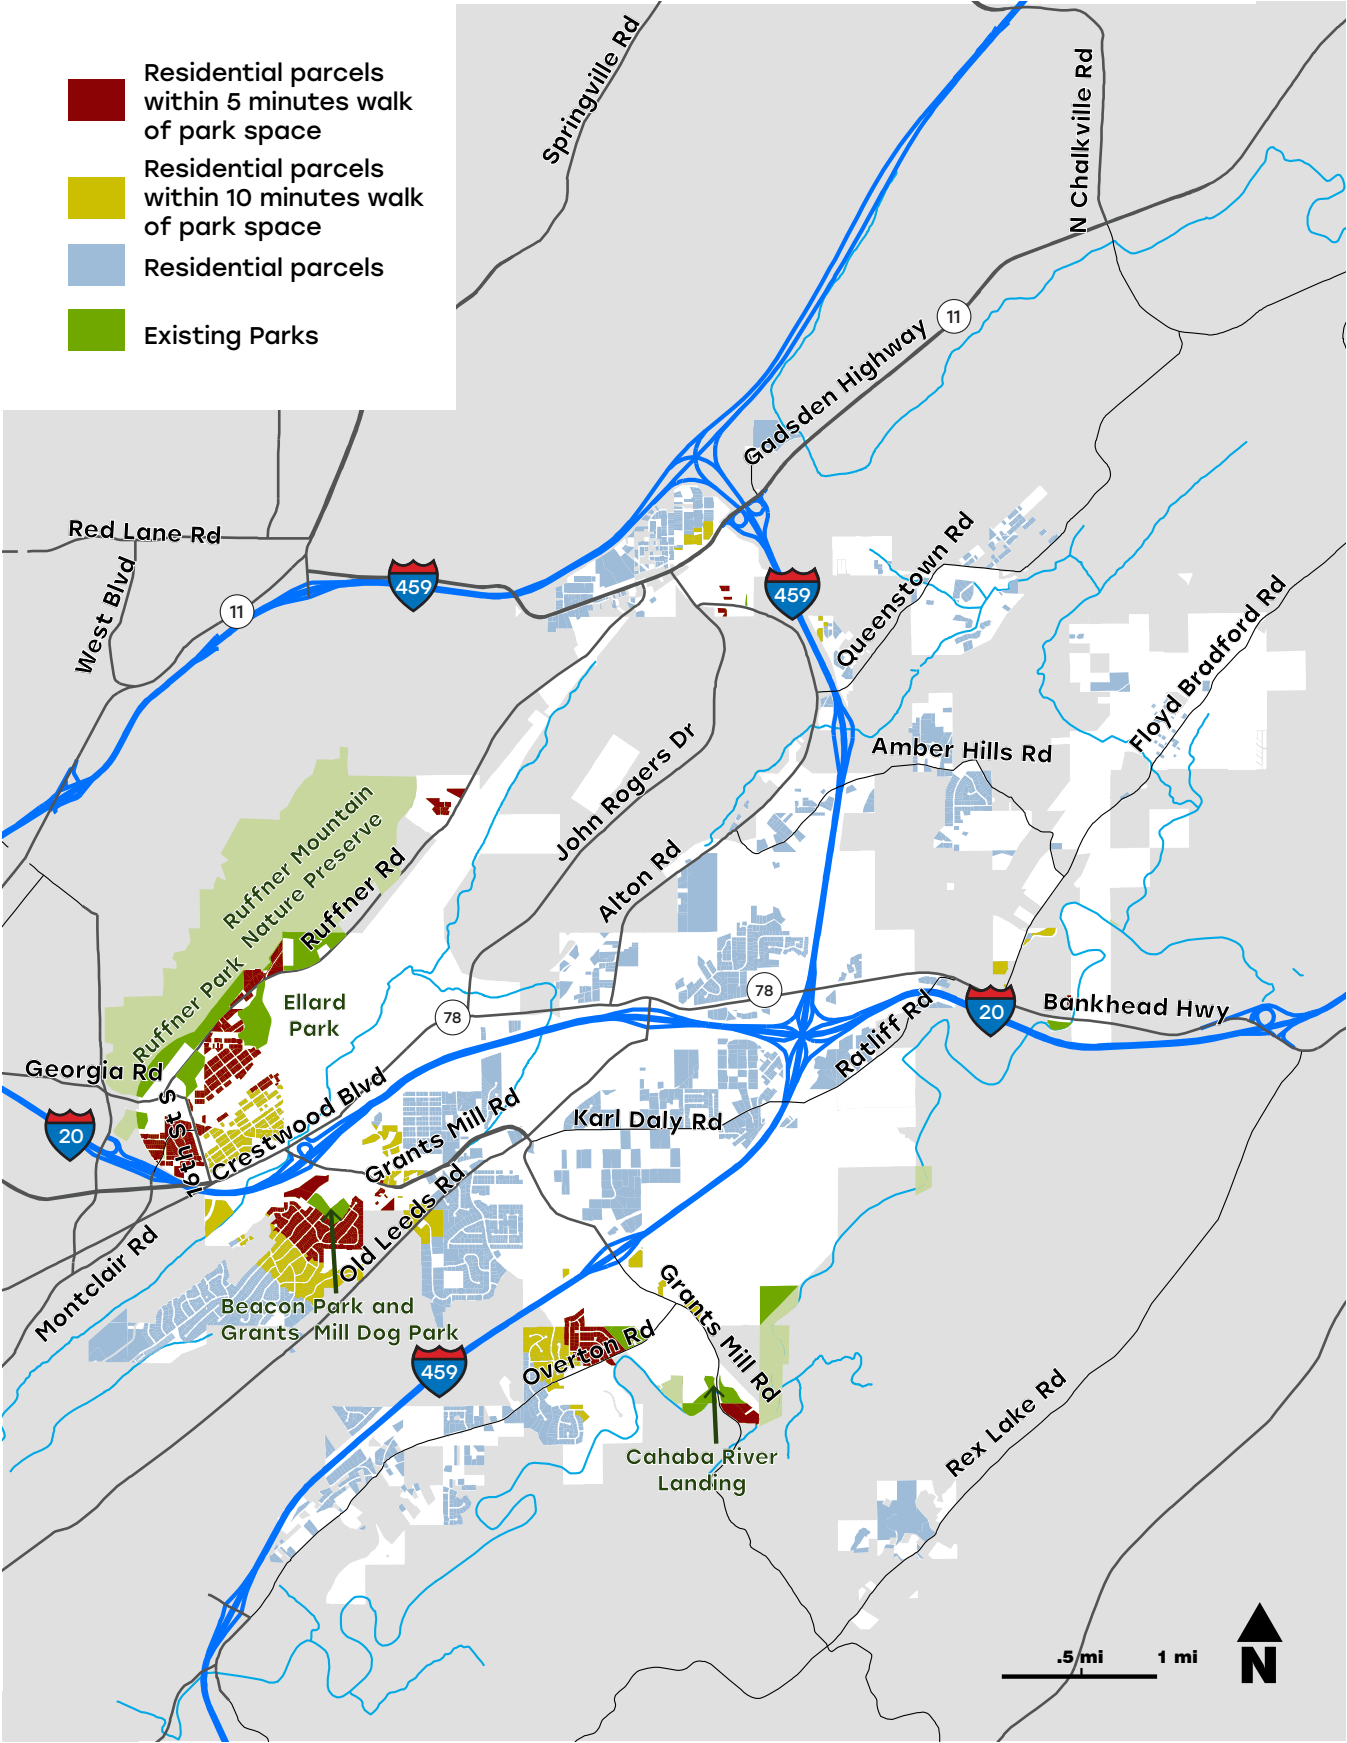 Residential parcels
within 5 minutes walk
of park space
Residential parcels
within 10 minutes walk
of park space
Residential parcels
Existing Parks
Springville Rd
N Chalkville Rd
11
Gadsden Highway
Red Lane Rd
West Blvd
459
11
459
Queenstown Rd
Floyd Bradford Rd
Amber Hills Rd
John Rogers Dr
Alton Rd
Ruffner Mountain
Nature Preserve
Ruffner Rd
Ruffner Park
Ellard
Park
78
78
20
Bankhead Hwy
Ratliff Rd
Georgia Rd
20
16th St S
Crestwood Blvd
Grants Mill Rd
Karl Daly Rd
Old Leeds Rd
Montclair Rd
Beacon Park and
Grants Mill Dog Park
459
Overton Rd
Grants Mill Rd
Cahaba River
Landing
Rex Lake Rd
.5 mi
1 mi
N